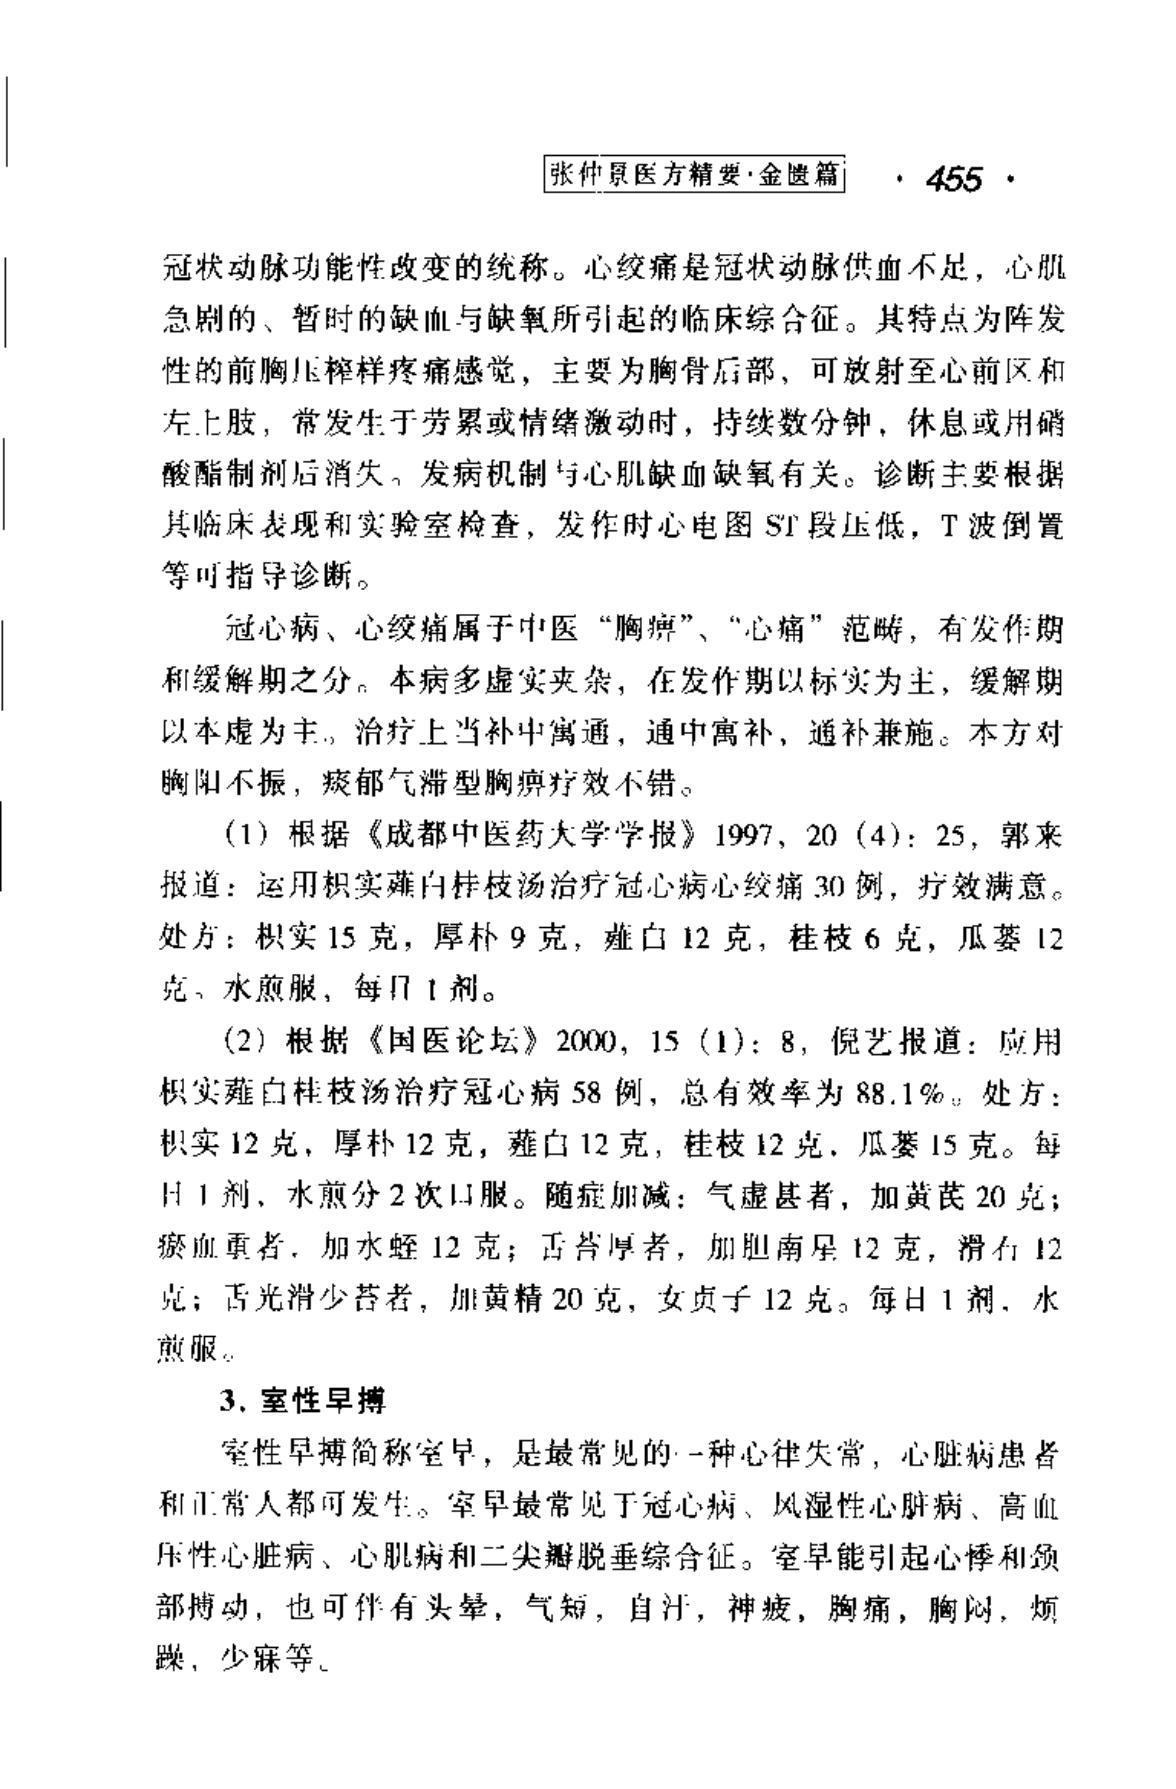 张仲景医方精要·金匮篇 · 455 ·
冠状动脉功能性改变的统称。心绞痛是冠状动脉供血不足，心肌
急剧的、暂时的缺血与缺氧所引起的临床综合征。其特点为阵发
性的前胸压榨样疼痛感觉，主要为胸骨后部，可放射至心前区和
左上肢，常发生于劳累或情绪激动时，持续数分钟，休息或用硝
酸酯制剂后消失。发病机制与心肌缺血缺氧有关。诊断主要根据
其临床表现和实验室检查，发作时心电图 ST 段压低，T 波倒置
等可指导诊断。
冠心病、心绞痛属于中医“胸痹”、“心痛”范畴，有发作期
和缓解期之分。本病多虚实夹杂，在发作期以标实为主，缓解期
以本虚为主。治疗上当补中寓通，通中寓补，通补兼施。本方对
胸阳不振，痰郁气滞型胸痹疗效不错。
（1）根据《成都中医药大学学报》1997，20（4）：25，郭来
报道：运用枳实薤白桂枝汤治疗冠心病心绞痛 30 例，疗效满意。
处方：枳实 15 克，厚朴 9 克，薤白 12 克，桂枝 6 克，瓜蒌 12
克、水煎服，每日 1 剂。
（2）根据《国医论坛》2000，15（1）：8，倪艺报道：应用
枳实薤白桂枝汤治疗冠心病 58 例，总有效率为 88.1%。处方：
枳实 12 克，厚朴 12 克，薤白 12 克，桂枝 12 克，瓜蒌 15 克。每
日 1 剂，水煎分 2 次口服。随症加减：气虚甚者，加黄芪 20 克；
瘀血重者，加水蛭 12 克；舌苔厚者，加胆南星 12 克，滑石 12
克；舌光滑少苔者，加黄精 20 克，女贞子 12 克。每日 1 剂，水
煎服。
3. 室性早搏
室性早搏简称室早，是最常见的一种心律失常，心脏病患者
和正常人都可发生。室早最常见于冠心病、风湿性心脏病、高血
压性心脏病、心肌病和二尖瓣脱垂综合征。室早能引起心悸和颈
部搏动，也可伴有头晕，气短，自汗，神疲，胸痛，胸闷，烦
躁，少寐等。